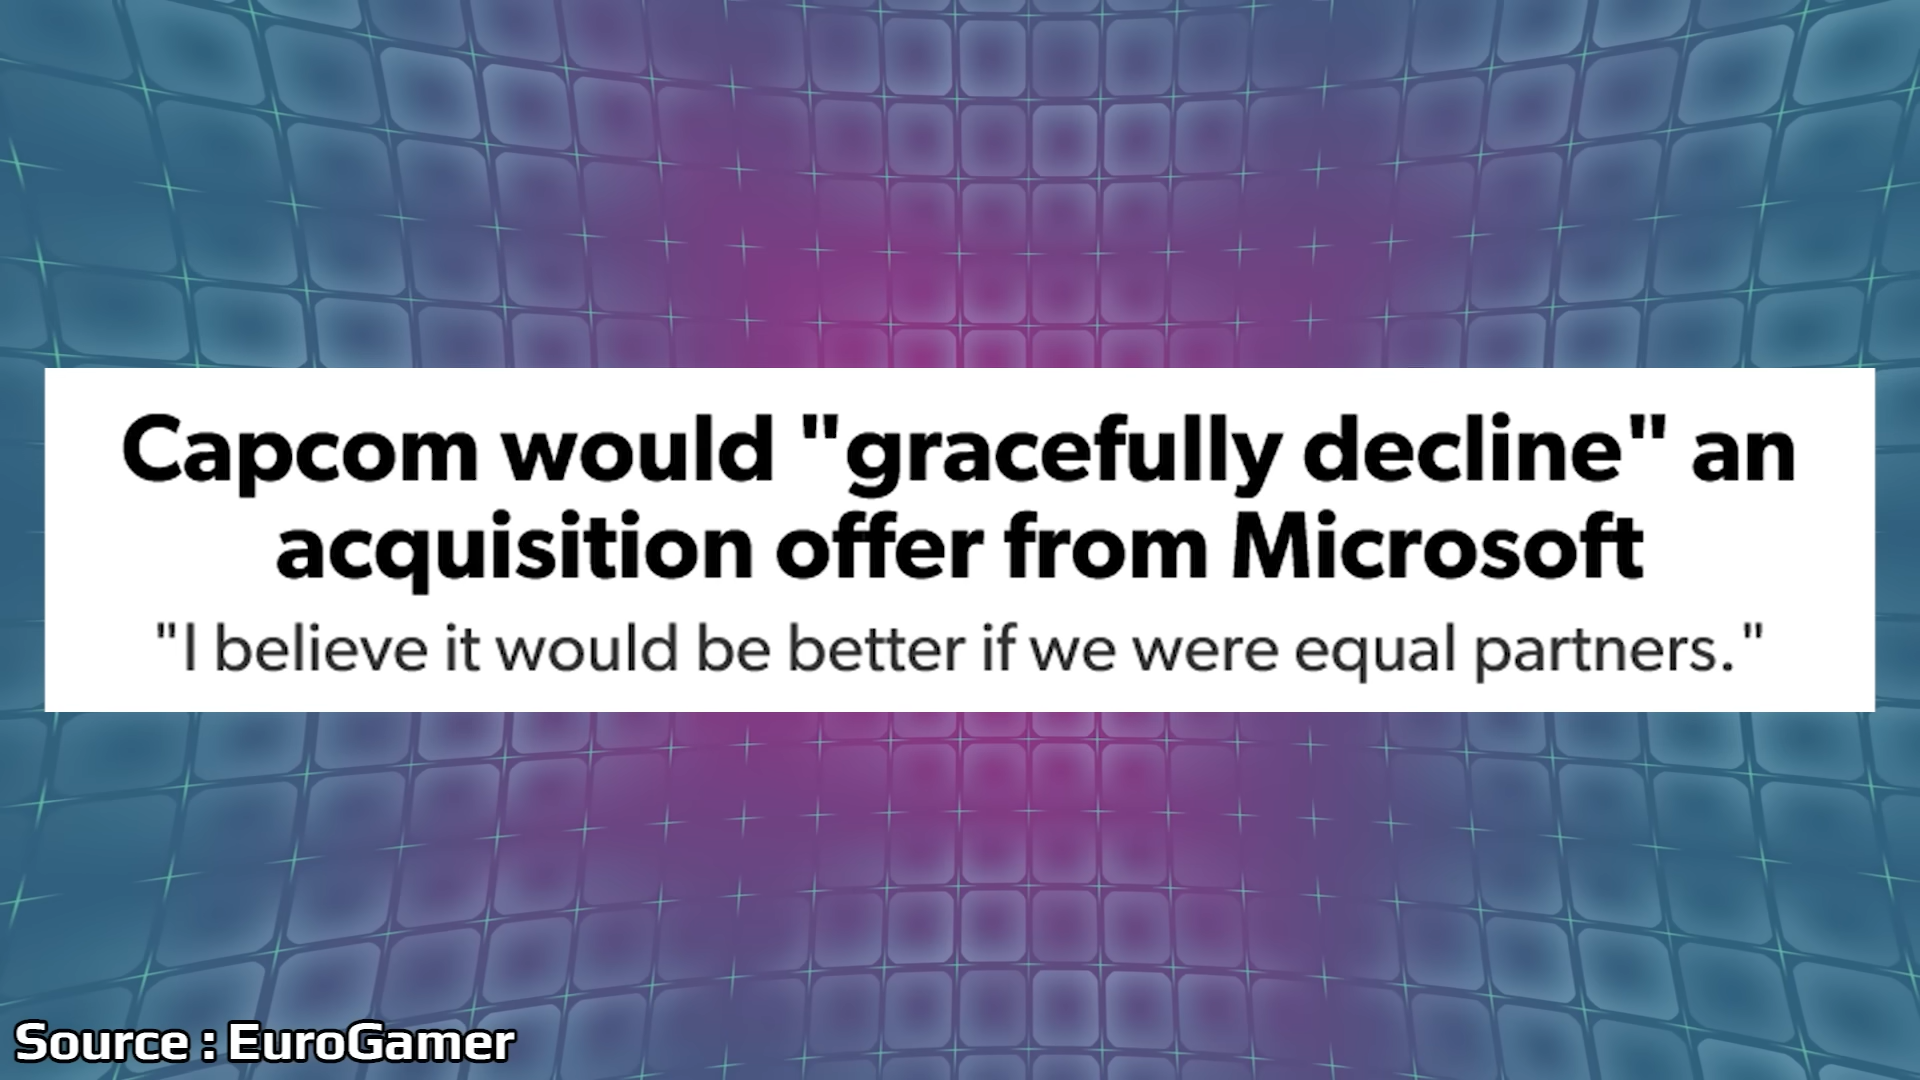 Capcom would "gracefully decline" an
acquisition offer from Microsoft
"I believe it would be better if we were equal partners."
Source : EuroGamer